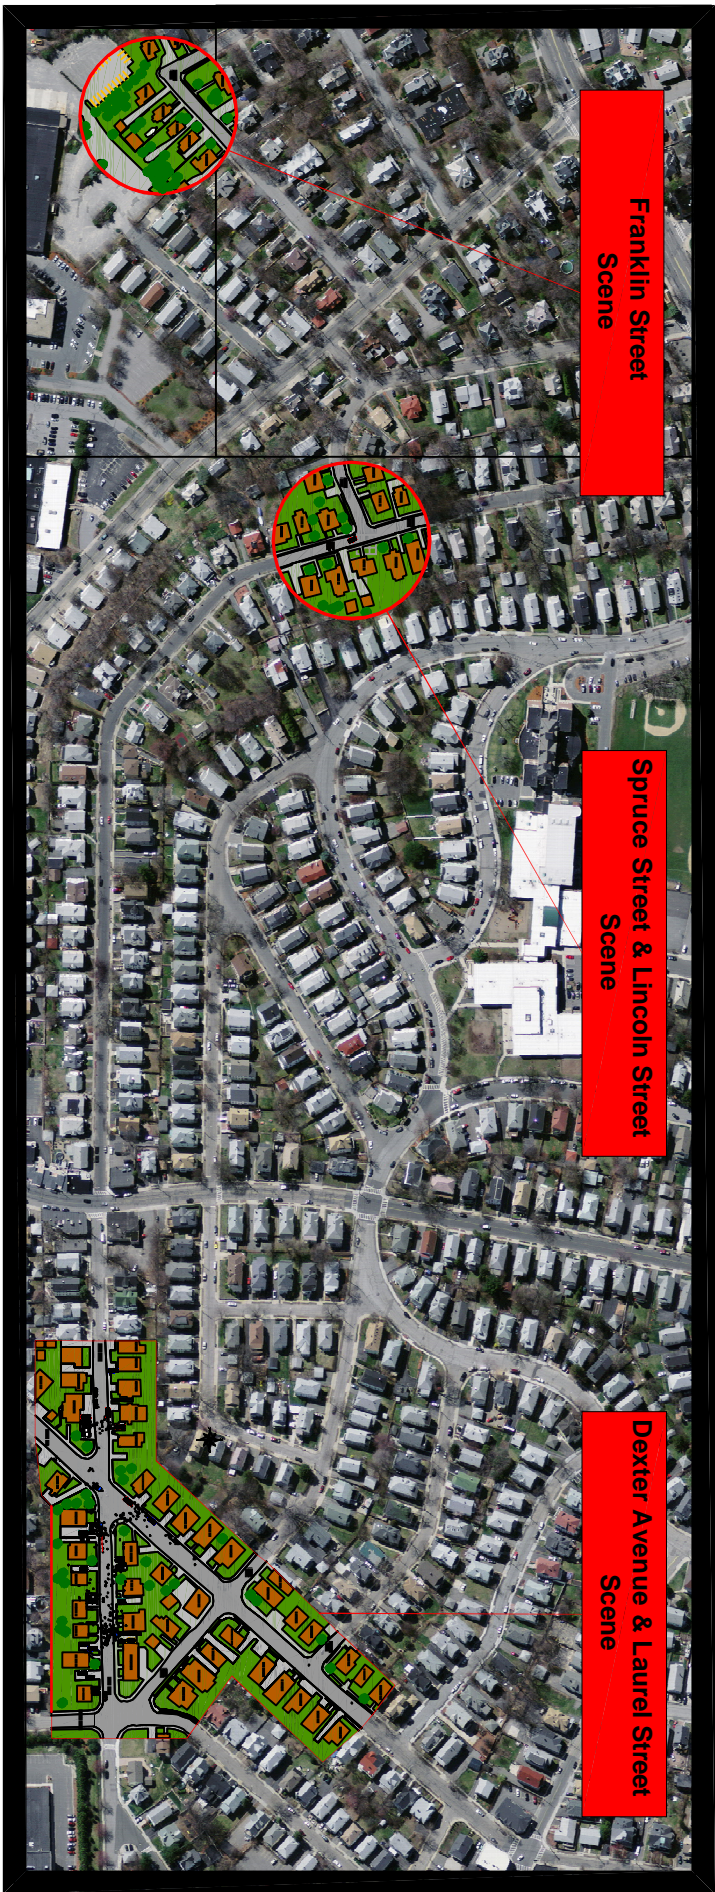 Franklin Street
Scene
Spruce Street & Lincoln Street
Scene
Dexter Avenue & Laurel Street
Scene